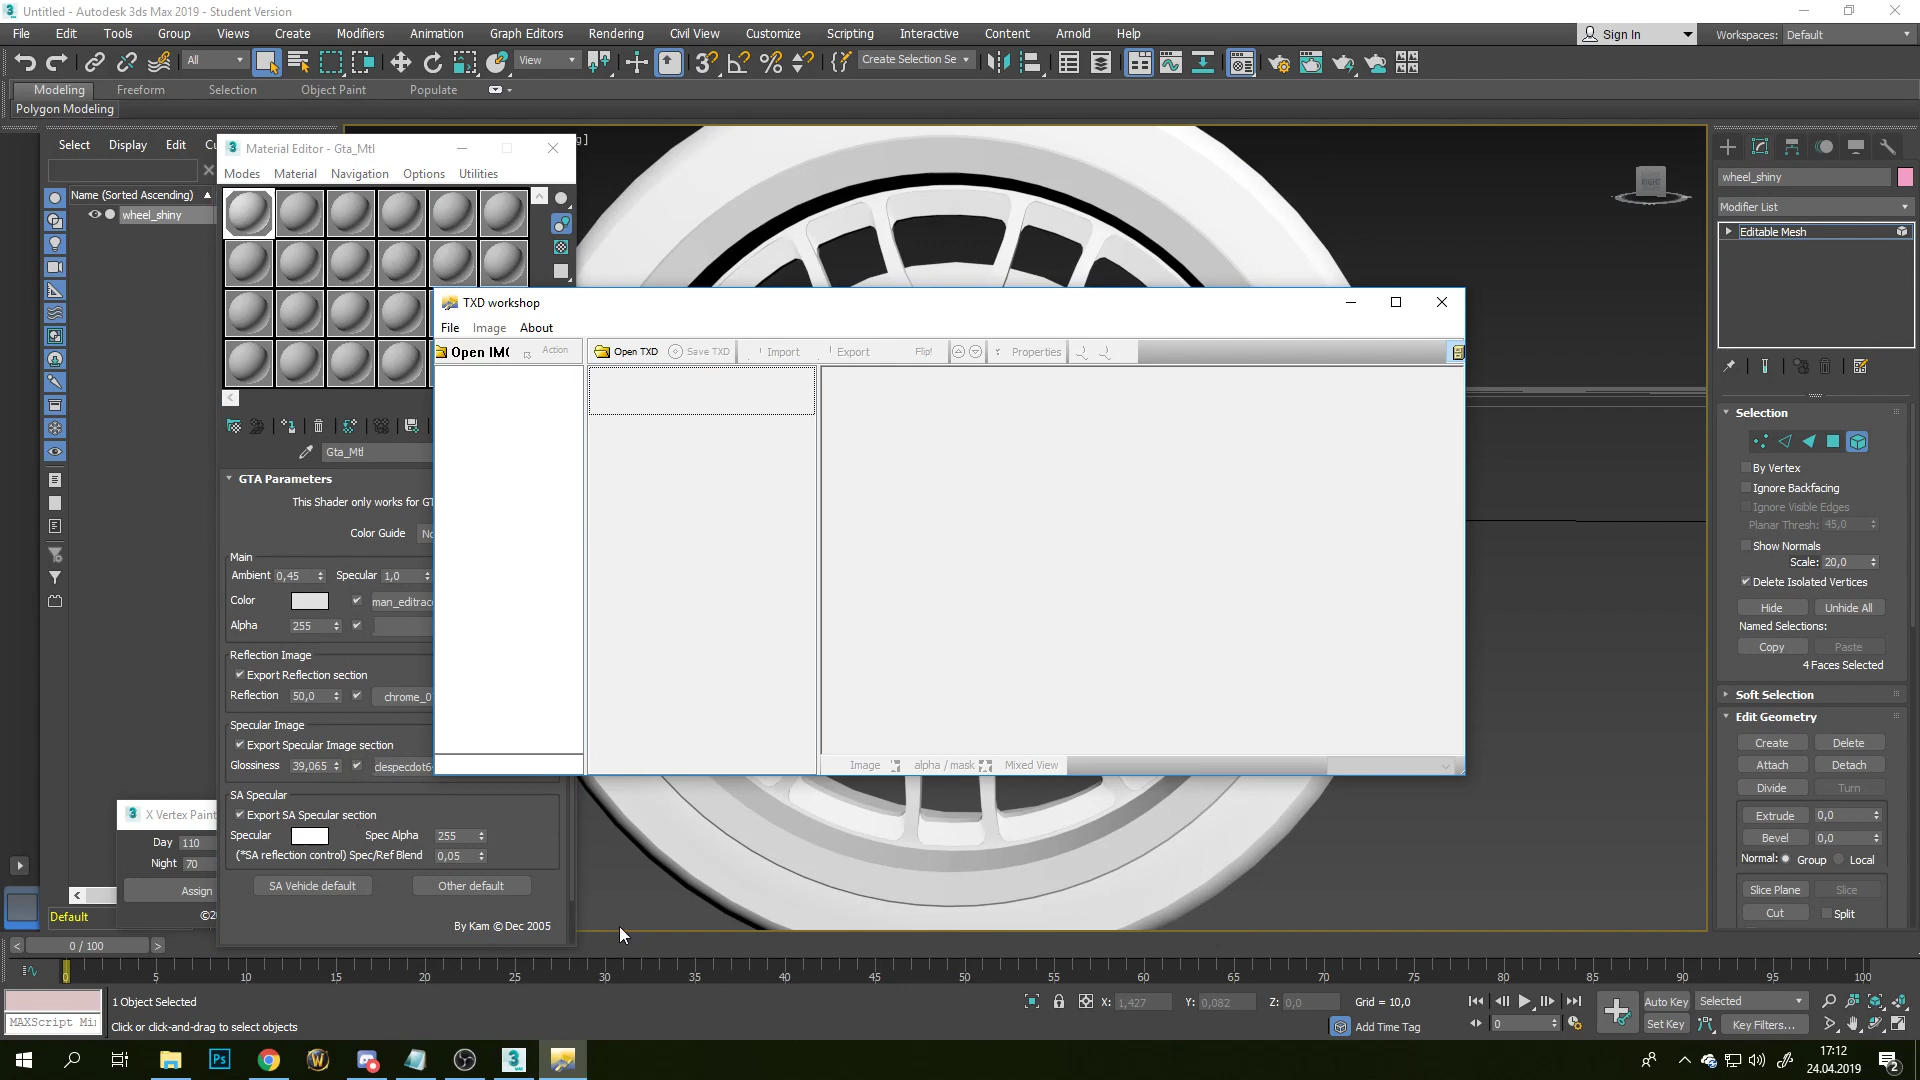 Untitled - Autodesk 3ds Max 2019 - Student Version
File Edit Tools Group Views Create Modifiers Animation Graph Editors Rendering Civil View Customize Scripting Interactive Content Arnold Help
Sign In
Workspaces: Default
All
View
Create Selection Se
Modeling Freeform Selection Object Paint Populate
Polygon Modeling
Select Display Edit
Name (Sorted Ascending)
wheel_shiny
Material Editor - Gta_Mtl
Modes Material Navigation Options Utilities
Gta_Mtl
GTA Parameters
This Shader only works for GT
Color Guide
Main
Ambient 0,45 Specular 1,0
Color man_editrac
Alpha 255
Reflection Image
Export Reflection section
Reflection 50,0 chrome_0
Specular Image
Export Specular Image section
Glossiness 39,065 clespecdot6
SA Specular
Export SA Specular section
Specular Spec Alpha 255
(*SA reflection control) Spec/Ref Blend 0,05
SA Vehicle default Other default
By Kam © Dec 2005
X Vertex Paint
Day 110
Night 70
Assign
Default
TXD workshop
File Image About
Open IM Action Open TXD Save TXD Import Export Flip! Properties
Image alpha / mask Mixed View
RIGHT
wheel_shiny
Modifier List
Editable Mesh
Selection
By Vertex
Ignore Backfacing
Ignore Visible Edges
Planar Thresh: 45,0
Show Normals
Scale: 20,0
Delete Isolated Vertices
Hide Unhide All
Named Selections:
Copy Paste
4 Faces Selected
Soft Selection
Edit Geometry
Create Delete
Attach Detach
Divide Turn
Extrude 0,0
Bevel 0,0
Normal: Group Local
Slice Plane Slice
Cut Split
0 / 100
0 5 10 15 20 25 30 35 40 45 50 55 60 65 70 75 80 85 90 95 100
1 Object Selected
MAXScript Mi
Click or click-and-drag to select objects
X: 1,427 Y: 0,082 Z: 0,0 Grid = 10,0
Add Time Tag
0
Auto Key Selected
Set Key Key Filters...
Ps
17:12
24.04.2019
2